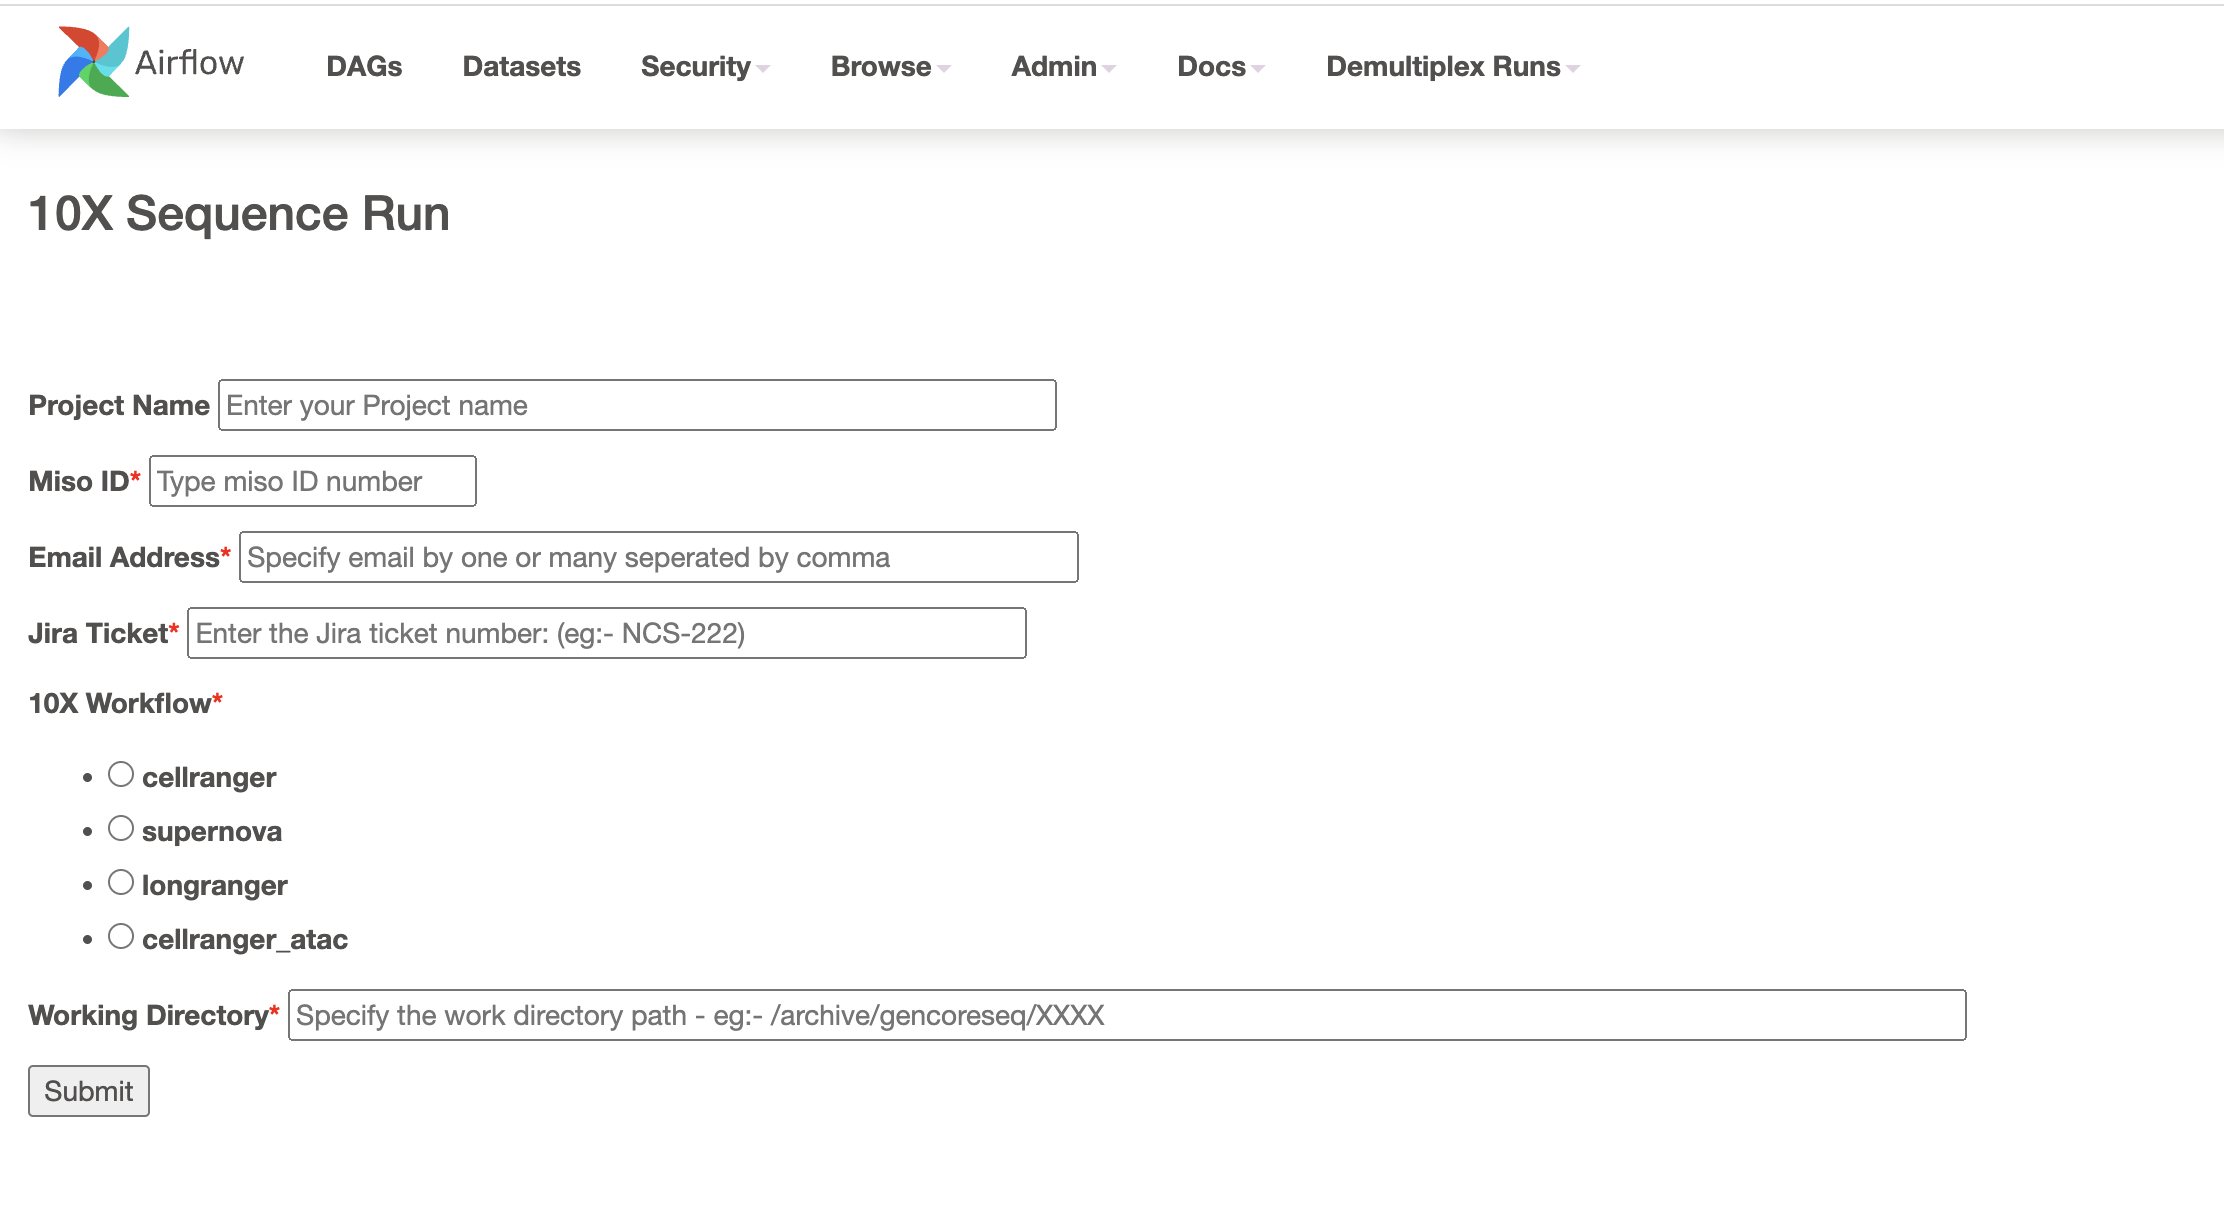 Airflow DAGs Datasets Security Browse Admin Docs Demultiplex Runs
10X Sequence Run
Project Name Enter your Project name
Miso ID* Type miso ID number
Email Address* Specify email by one or many seperated by comma
Jira Ticket* Enter the Jira ticket number: (eg:- NCS-222)
10X Workflow*
• cellranger
• supernova
• longranger
• cellranger_atac
Working Directory* Specify the work directory path - eg:- /archive/gencoreseq/XXXX
Submit